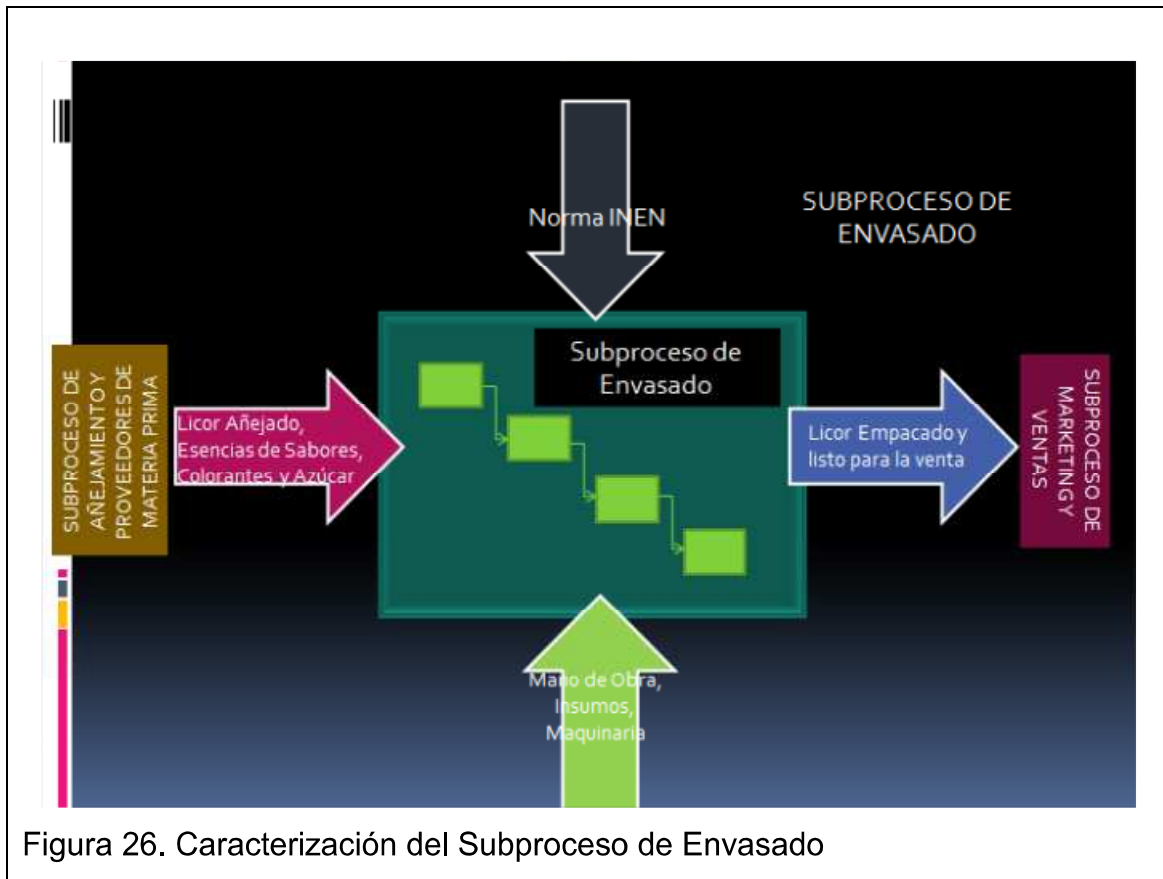 SUBPROCESO DE
ENVASADO
Norma INEN
Subproceso de
Envasado
SUBPROCESO DE
AÑEJAMIENTO Y
PROVEEDORES DE
MATERIA PRIMA
Licor Añejado,
Esencias de Sabores,
Colorantes y Azúcar
Licor Empacado y
listo para la venta
SUBPROCESO DE
MARKETING Y
VENTAS
Mano de Obra,
Insumos,
Maquinaria
Figura 26. Caracterización del Subproceso de Envasado